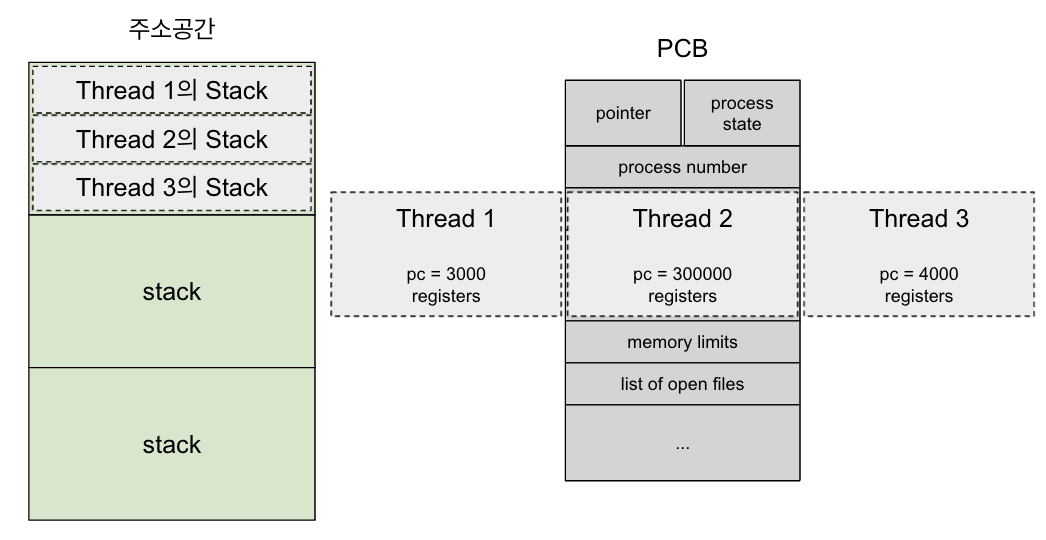 주소공간
Thread 1의 Stack
Thread 2의 Stack
Thread 3의 Stack
stack
stack
PCB
pointer
process
state
process number
Thread 1
pc = 3000
registers
Thread 2
pc = 300000
registers
Thread 3
pc = 4000
registers
memory limits
list of open files
...